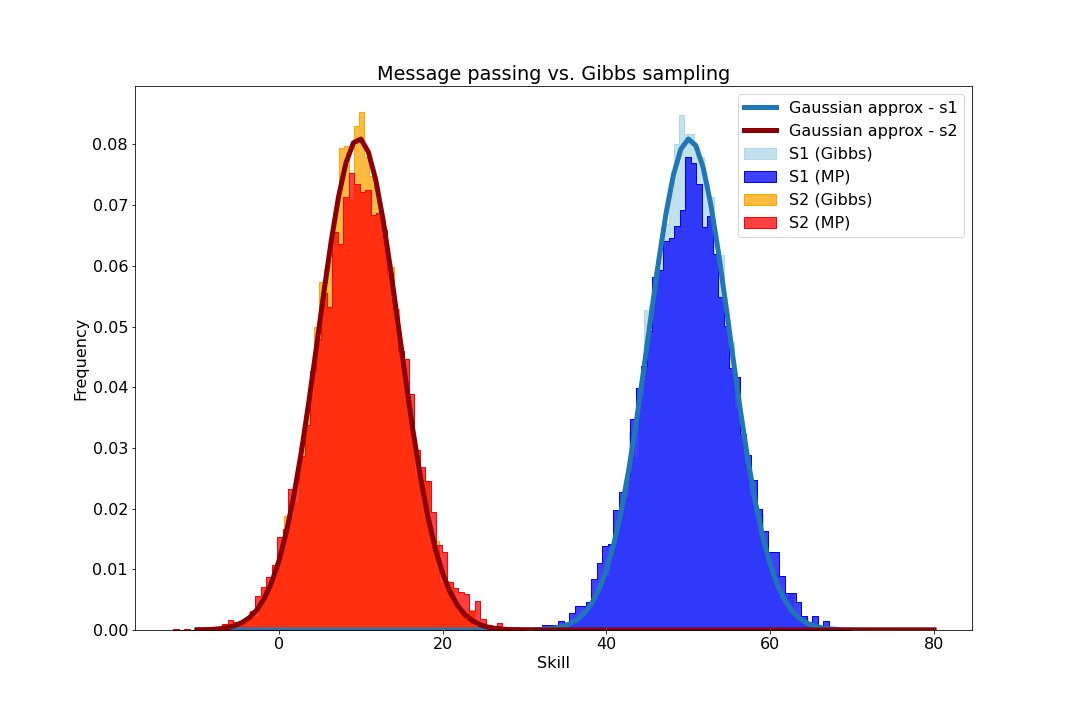 Message passing vs. Gibbs sampling
Gaussian approx - s1
Gaussian approx - s2
S1 (Gibbs)
S1 (MP)
S2 (Gibbs)
S2 (MP)
Frequency
0.08
0.07
0.06
0.05
0.04
0.03
0.02
0.01
0.00
0 20 40 60 80
Skill